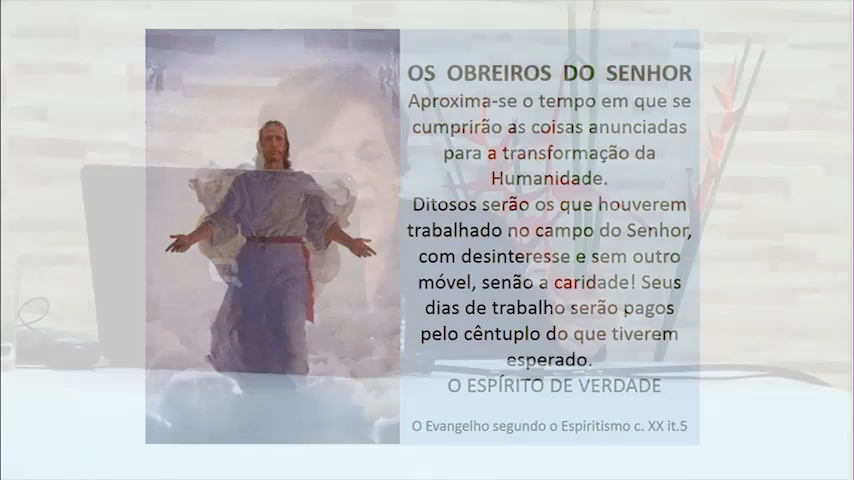 OS OBREIROS DO SENHOR
Aproxima-se o tempo em que se
cumprirão as coisas anunciadas
para a transformação da
Humanidade.
Ditosos serão os que houverem
trabalhado no campo do Senhor,
com desinteresse e sem outro
móvel, senão a caridade! Seus
dias de trabalho serão pagos
pelo cêntuplo do que tiverem
esperado.
O ESPÍRITO DE VERDADE
O Evangelho segundo o Espiritismo c. XX it.5